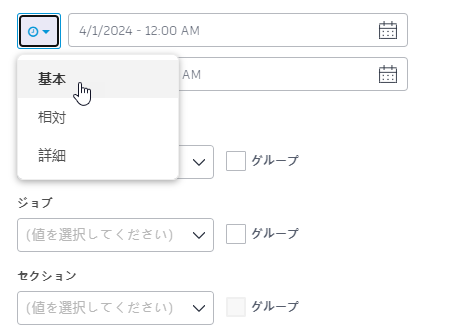 4/1/2024 - 12:00 AM
AM
基本
相対
詳細
グループ
ジョブ
(値を選択してください)
グループ
セクション
(値を選択してください)
グループ